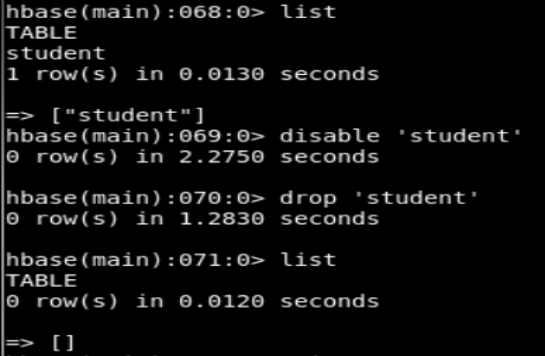 hbase(main):068:0> list
TABLE
student
1 row(s) in 0.0130 seconds
=> ["student"]
hbase(main):069:0> disable 'student'
0 row(s) in 2.2750 seconds
hbase(main):070:0> drop 'student'
0 row(s) in 1.2830 seconds
hbase(main):071:0> list
TABLE
0 row(s) in 0.0120 seconds
=> []